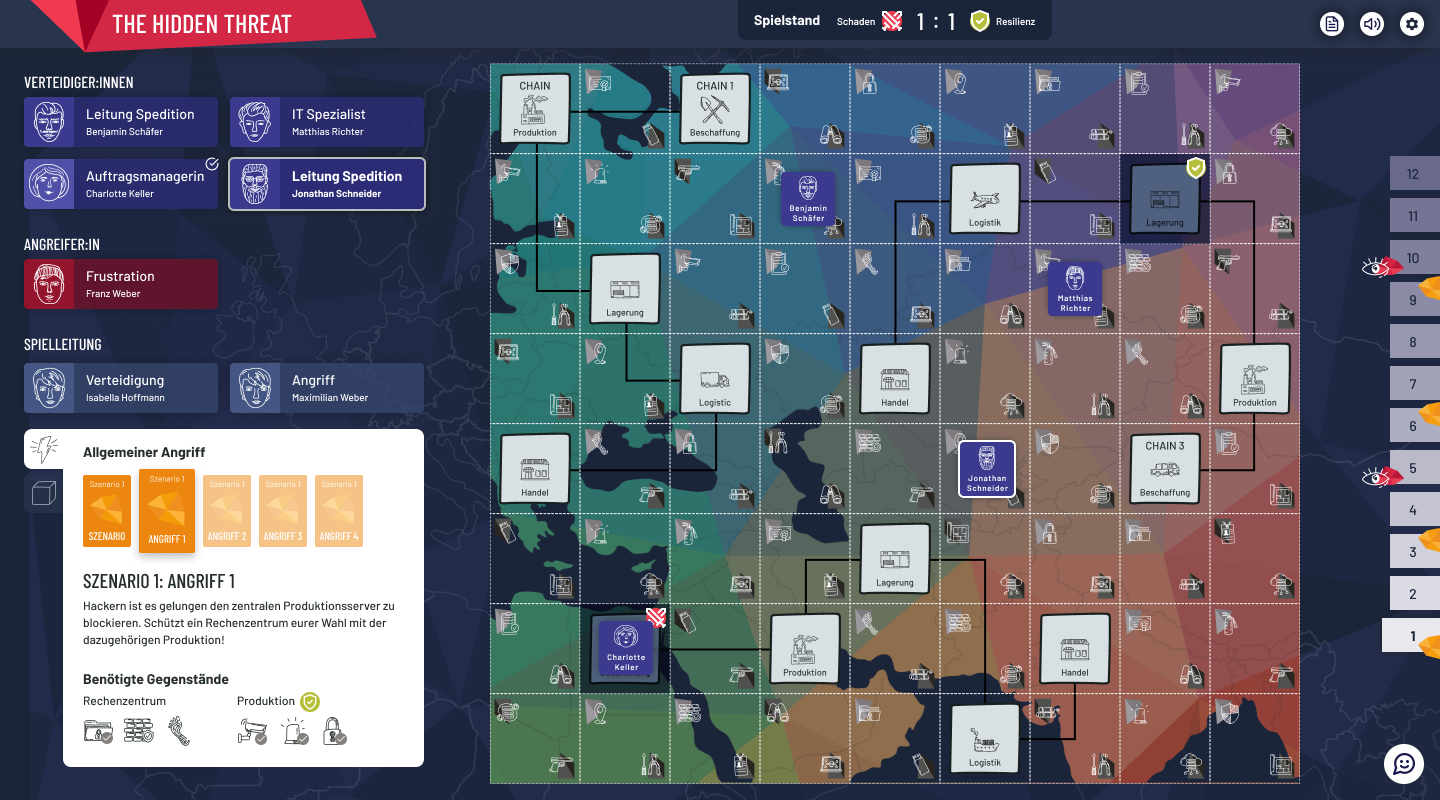 THE HIDDEN THREAT
Spielstand Schaden 1 : 1 Resilienz
VERTEIDIGER:INNEN
Leitung Spedition
Benjamin Schäfer
IT Spezialist
Matthias Richter
Auftragsmanagerin
Charlotte Keller
Leitung Spedition
Jonathan Schneider
ANGREIFER:IN
Frustration
Franz Weber
SPIELLEITUNG
Verteidigung
Isabella Hoffmann
Angriff
Maximilian Weber
Allgemeiner Angriff
Szenario 1
SZENARIO
Szenario 1
ANGRIFF 1
Szenario 1
ANGRIFF 2
Szenario 1
ANGRIFF 3
Szenario 1
ANGRIFF 4
SZENARIO 1: ANGRIFF 1
Hackern ist es gelungen den zentralen Produktionsserver zu
blockieren. Schützt ein Rechenzentrum eurer Wahl mit der
dazugehörigen Produktion!
Benötigte Gegenstände
Rechenzentrum
Produktion
CHAIN
Produktion
CHAIN 1
Beschaffung
Benjamin
Schäfer
Logistik
Lagerung
Lagerung
Matthias
Richter
Logistic
Handel
Produktion
Handel
Jonathan
Schneider
CHAIN 3
Beschaffung
Lagerung
Charlotte
Keller
Produktion
Handel
Logistik
12
11
10
9
8
7
6
5
4
3
2
1